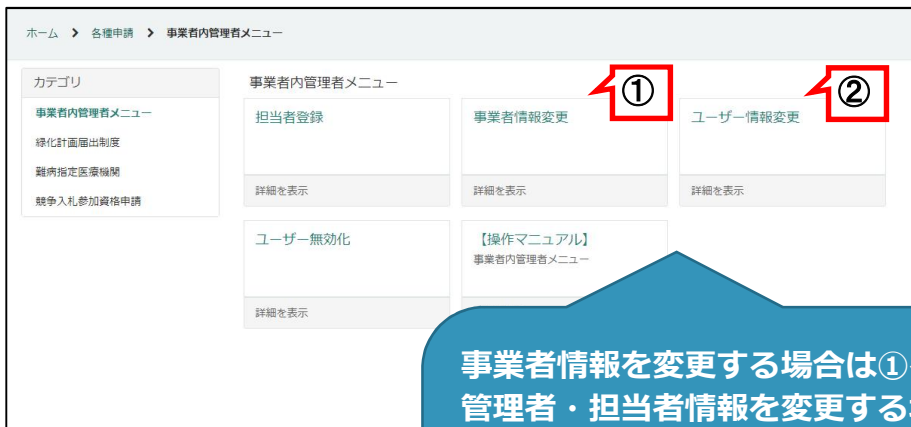 ホーム > 各種申請 > 事業者内管理者メニュー
カテゴリ
事業者内管理者メニュー
緑化計画届出制度
難病指定医療機関
競争入札参加資格申請
事業者内管理者メニュー
①
②
担当者登録
事業者情報変更
ユーザー情報変更
詳細を表示
詳細を表示
詳細を表示
ユーザー無効化
【操作マニュアル】
事業者内管理者メニュー
詳細を表示
事業者情報を変更する場合は①
管理者・担当者情報を変更する